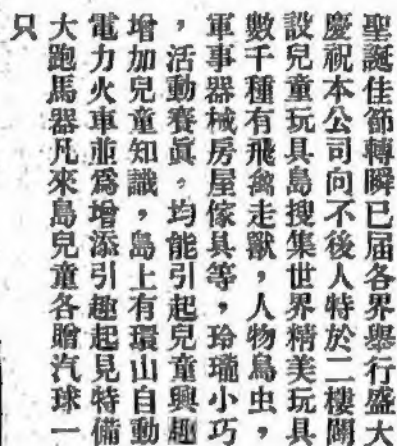 聖誕佳節轉瞬已届各界舉行盛大
慶祝本公司向不後人特於二樓闢
設兒童玩具島搜集世界精美玩具
數千種有飛禽走獸，人物鳥虫，
軍事器械房屋傢具等，玲瓏小巧
，活動賽眞。均能引起兒童興趣
增加兒童知識，島上有環山自動
電力火車並爲增添引趣起見特備
大跑馬器凡來島兒童各贈汽球一
只